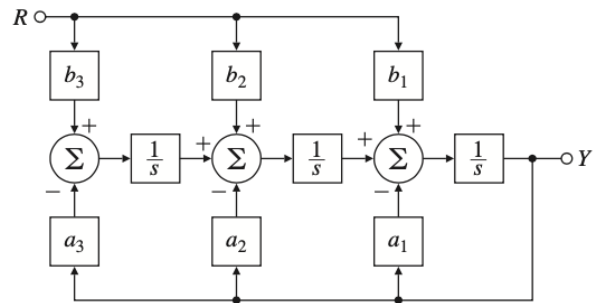 R
b₃ b₂ b₁
+ + + + +
Σ 1/s Σ 1/s Σ 1/s Y
− − −
a₃ a₂ a₁